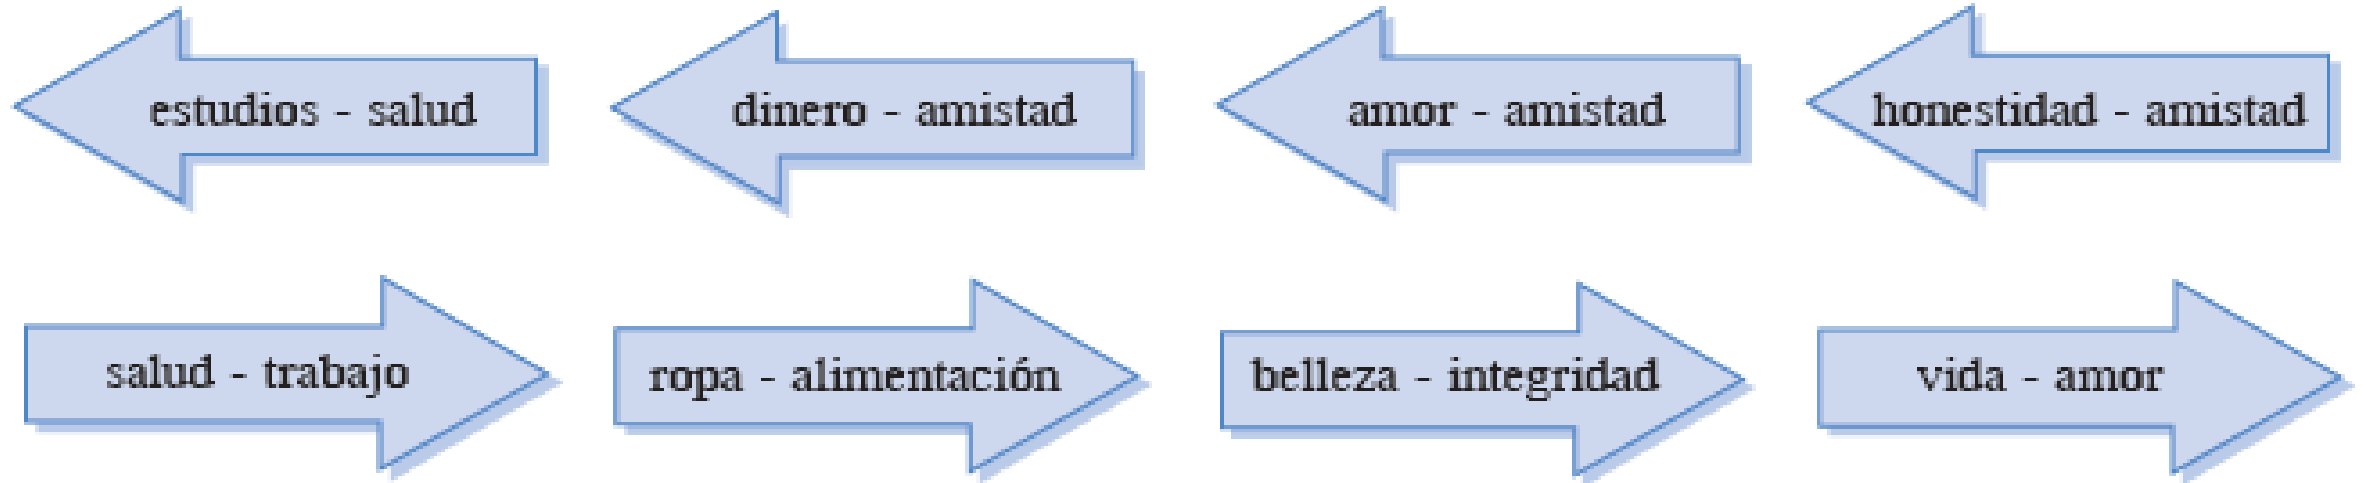 estudios - salud
dinero - amistad
amor - amistad
honestidad - amistad
salud - trabajo
ropa - alimentación
belleza - integridad
vida - amor